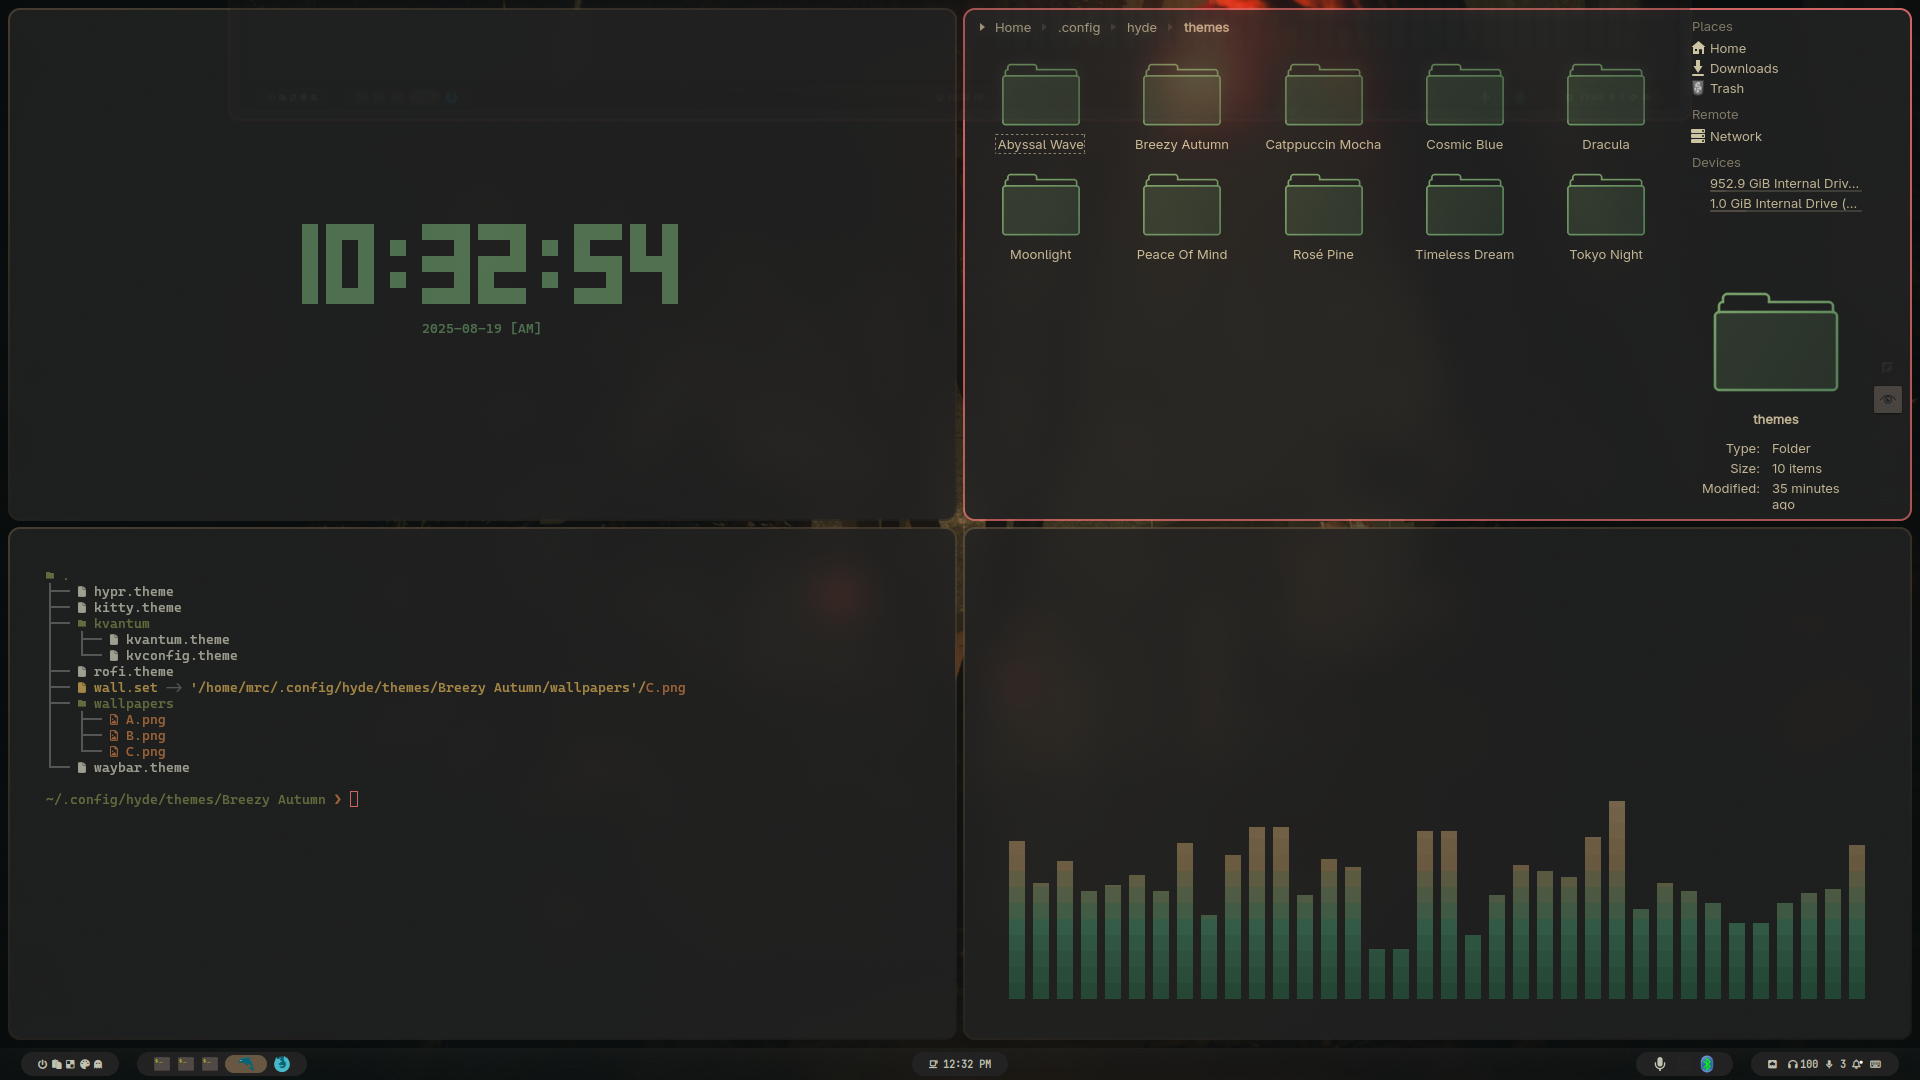 10:32:54
2025-08-19 [AM]
Home .config hyde themes
Abyssal Wave Breezy Autumn Catppuccin Mocha Cosmic Blue Dracula
Moonlight Peace Of Mind Rosé Pine Timeless Dream Tokyo Night
Places
Home
Downloads
Trash
Remote
Network
Devices
952.9 GiB Internal Driv...
1.0 GiB Internal Drive (...
themes
Type: Folder
Size: 10 items
Modified: 35 minutes
ago
.
hypr.theme
kitty.theme
kvantum
kvantum.theme
kvconfig.theme
rofi.theme
wall.set -> '/home/mrc/.config/hyde/themes/Breezy Autumn/wallpapers'/C.png
wallpapers
A.png
B.png
C.png
waybar.theme
~/.config/hyde/themes/Breezy Autumn ❯
12:32 PM
100 3